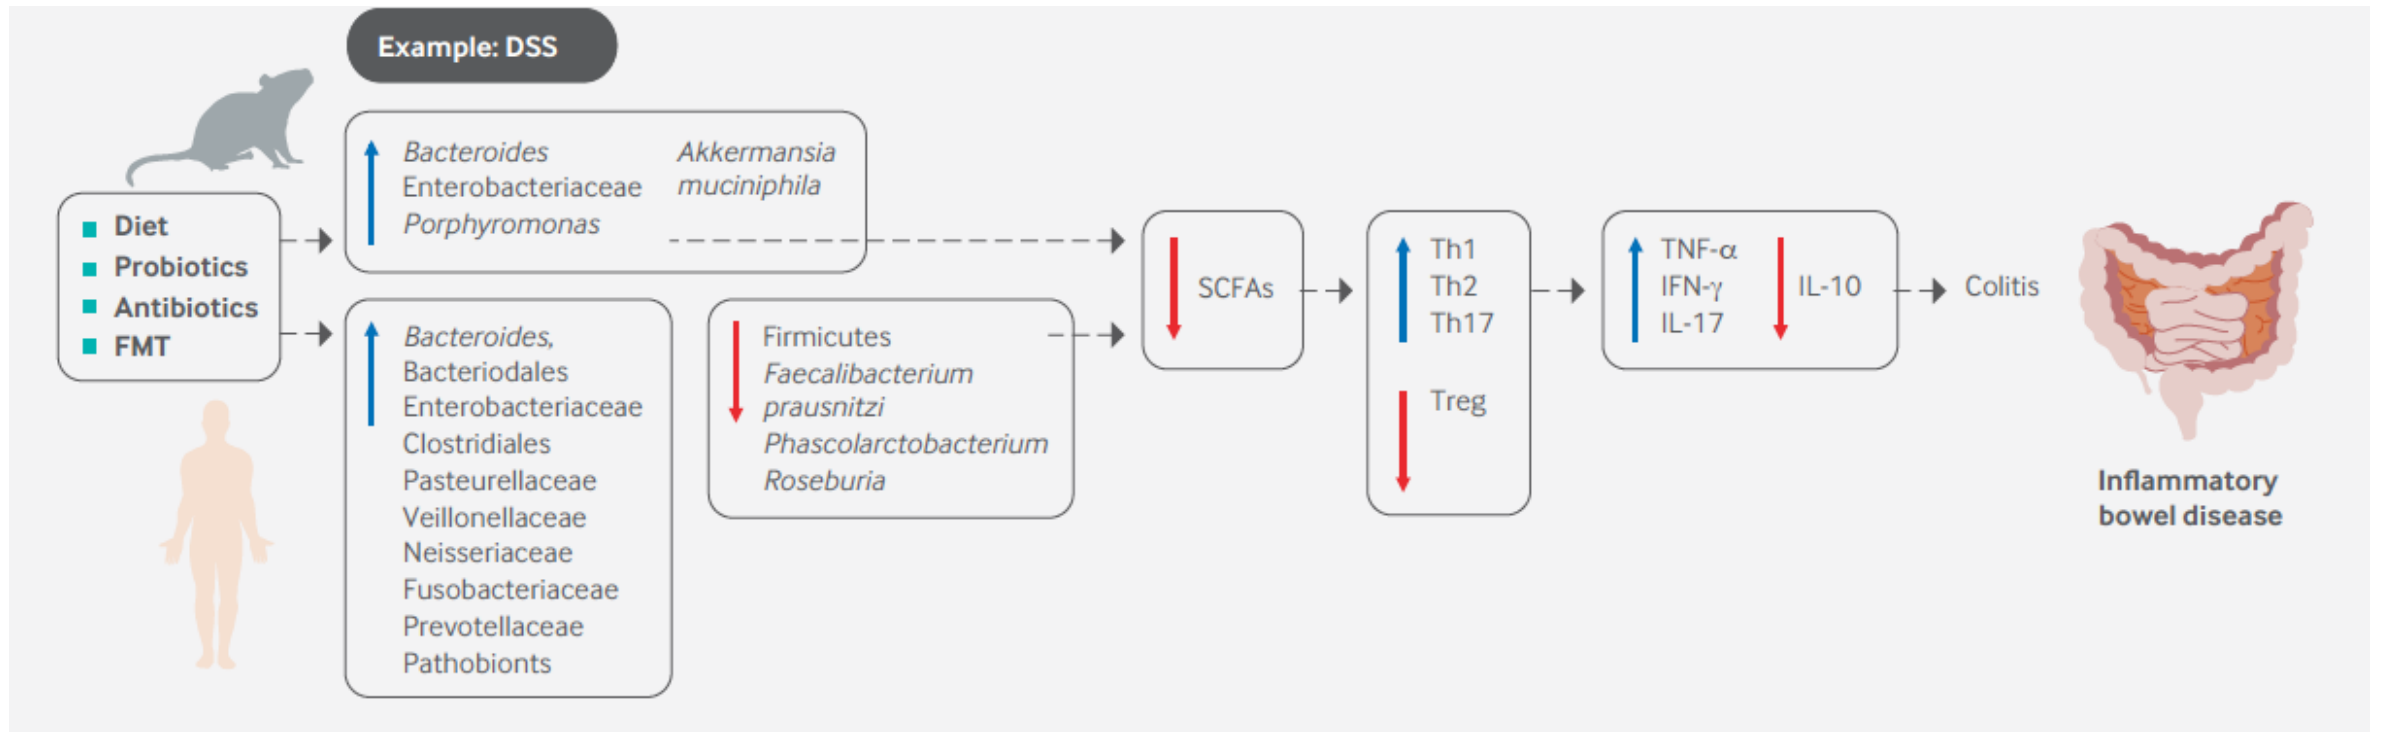 Example: DSS
Diet
Probiotics
Antibiotics
FMT
Bacteroides
Enterobacteriaceae
Porphyromonas
Akkermansia
muciniphila
Bacteroides,
Bacteriodales
Enterobacteriaceae
Clostridiales
Pasteurellaceae
Veillonellaceae
Neisseriaceae
Fusobacteriaceae
Prevotellaceae
Pathobionts
Firmicutes
Faecalibacterium
prausnitzi
Phascolarctobacterium
Roseburia
SCFAs
Th1
Th2
Th17
Treg
TNF-α
IFN-γ
IL-17
IL-10
Colitis
Inflammatory
bowel disease